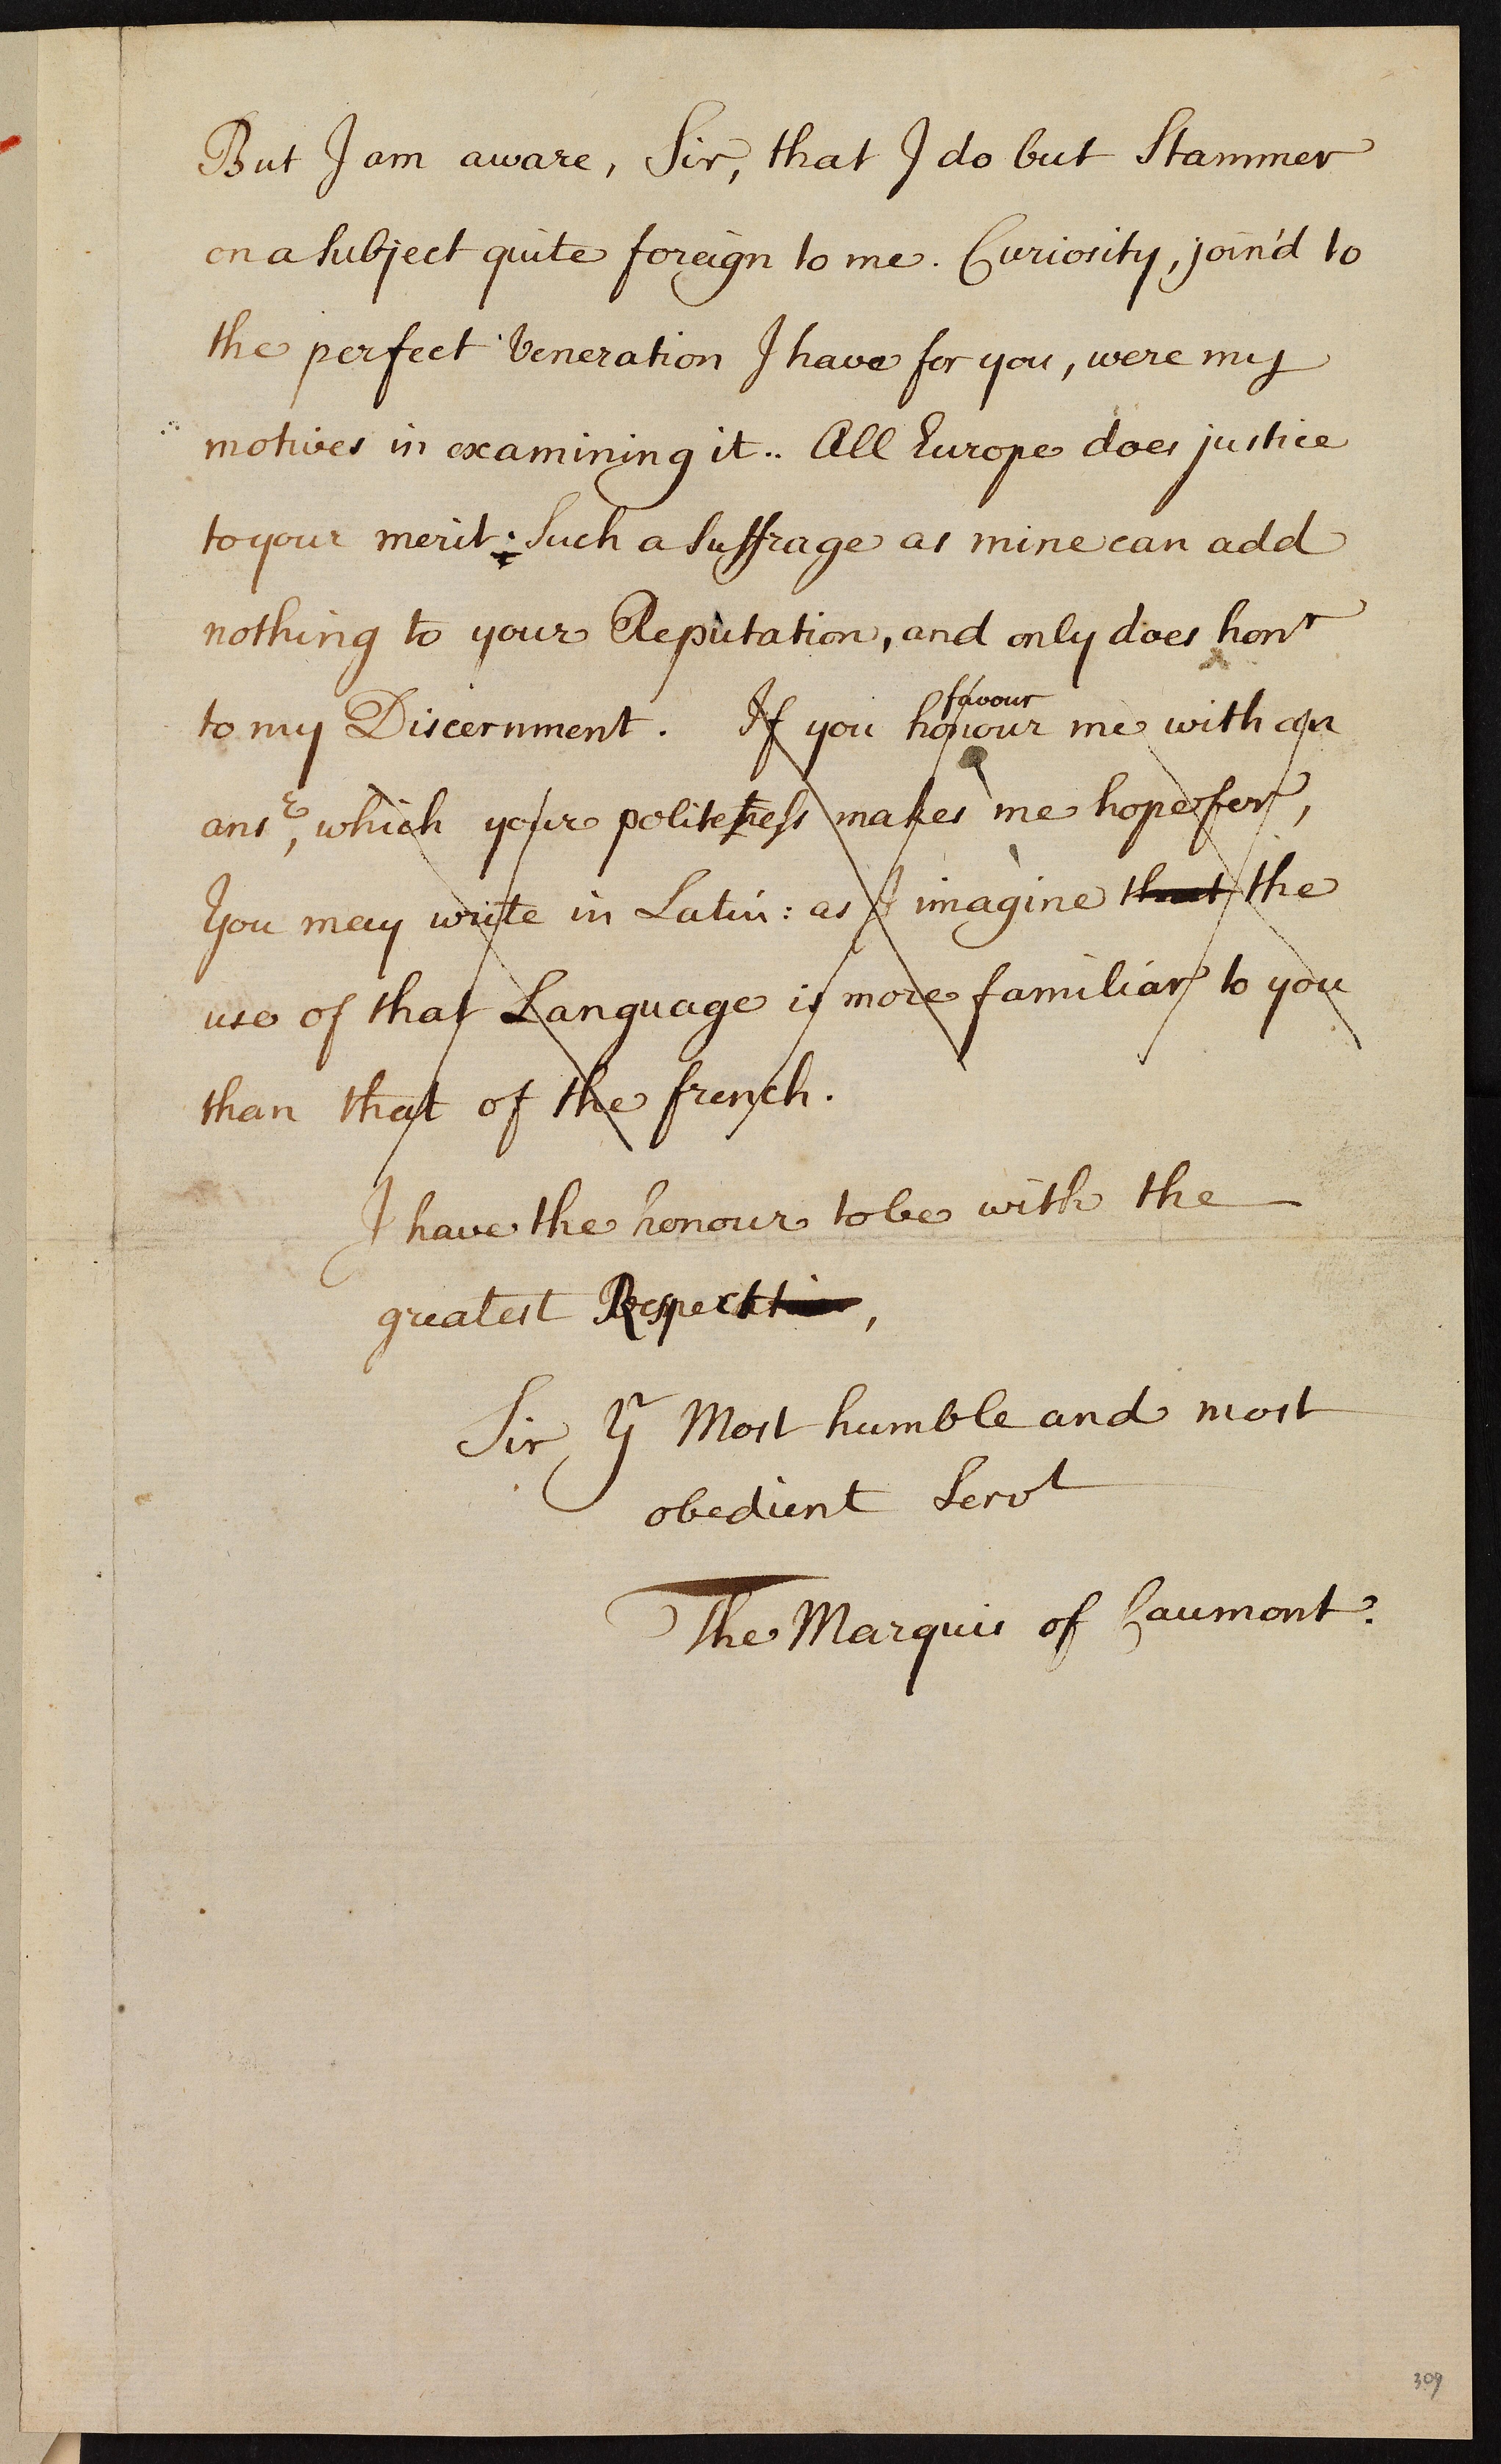 But I am aware, Sir, that I do but Stammer
on a Subject quite foreign to me. Curiosity, join'd to
the perfect Veneration I have for you, were my
motives in examining it.. All Europe does justice
to your merit: Such a Suffrage as mine can add
nothing to your Reputation, and only does honr
to my Discernment. If you honour me with an
favour
ansr, which your politeness makes me hope for,
You may write in Latin: as I imagine that the
use of that Language is more familiar to you
than that of the french.
I have the honour to be with the
greatest Respect,
Sir Yr Most humble and most
obedient Servt
The Marquis of Caumont.
309